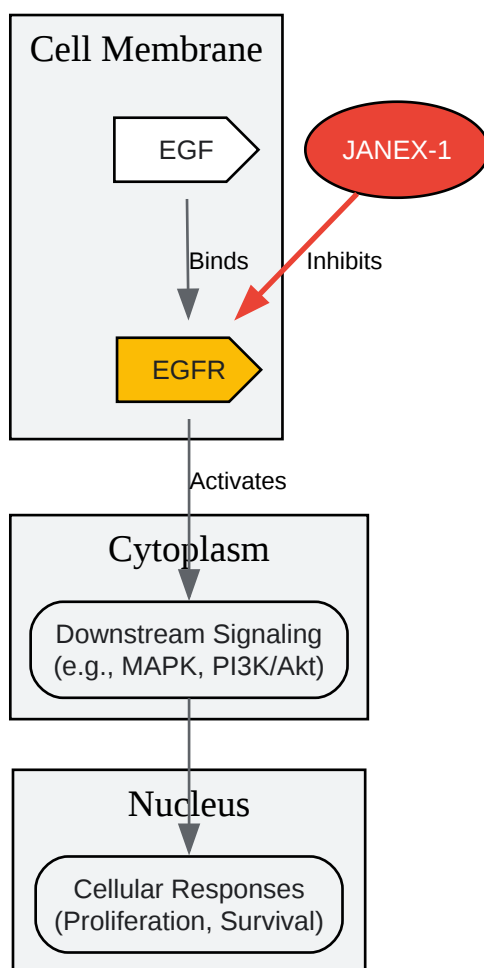 Cell Membrane
EGF
JANEX-1
Binds
Inhibits
EGFR
Activates
Cytoplasm
Downstream Signaling
(e.g., MAPK, PI3K/Akt)
Nucleus
Cellular Responses
(Proliferation, Survival)